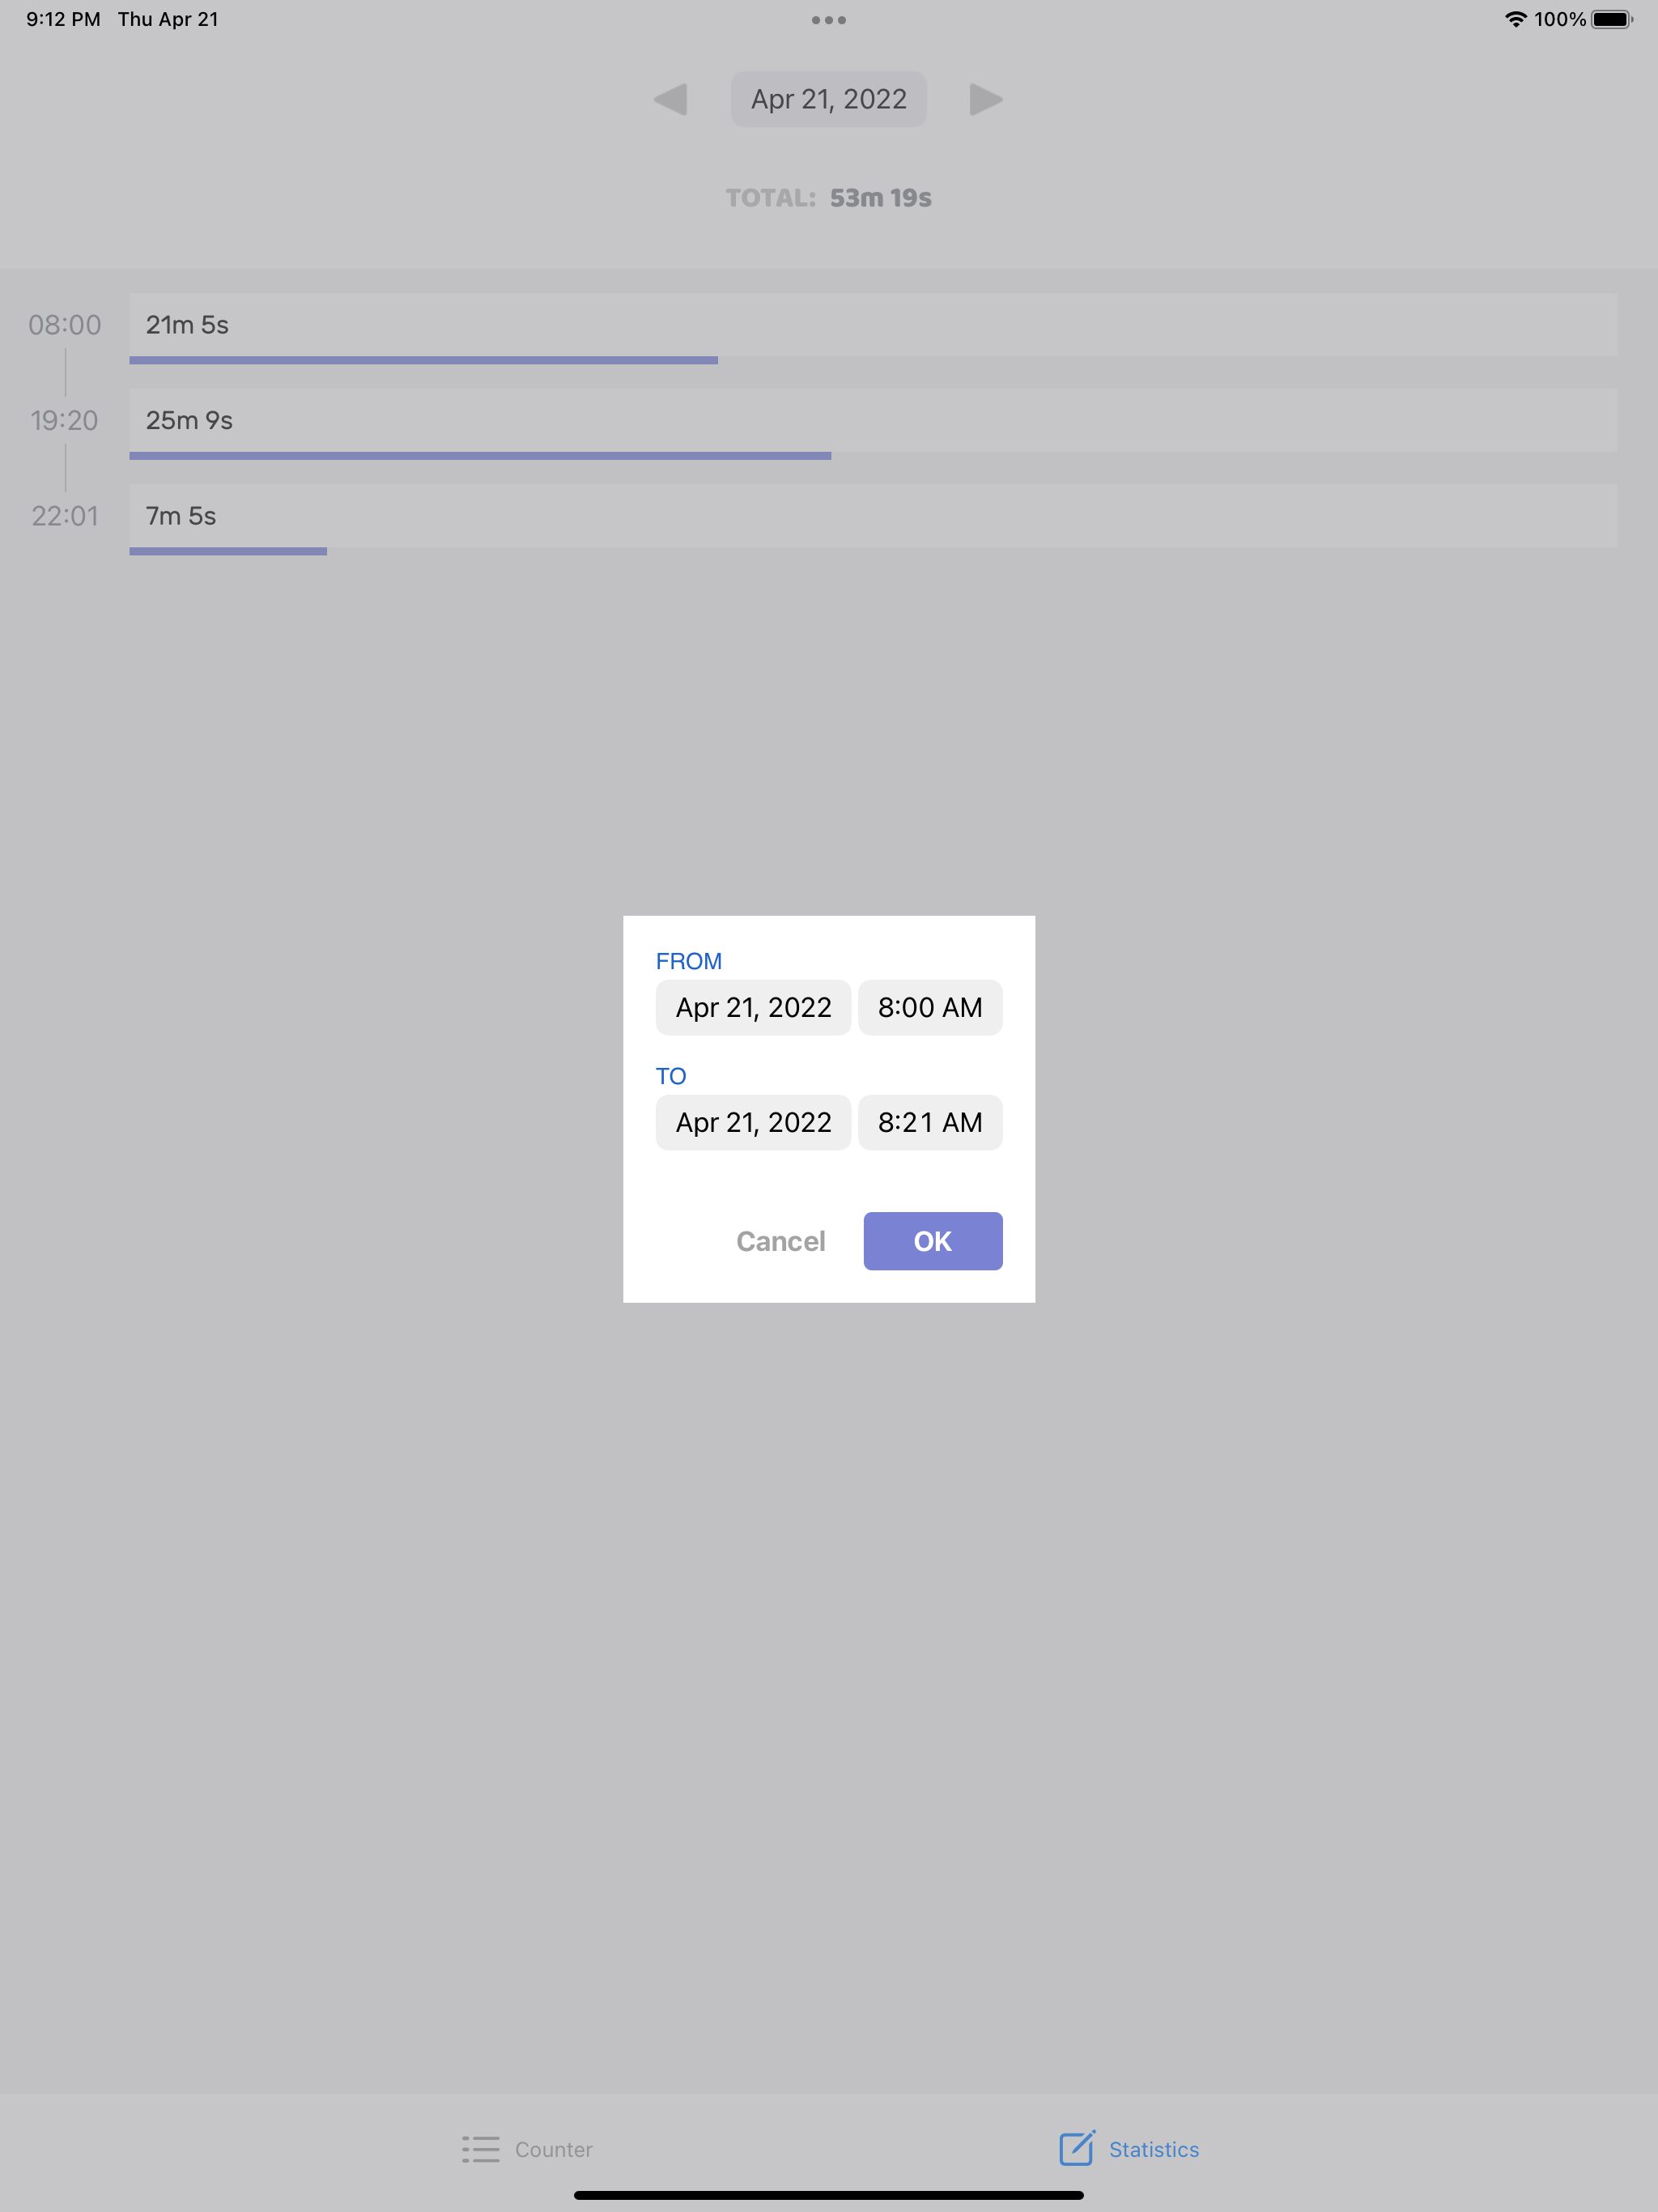 9:12 PM Thu Apr 21 100%
Apr 21, 2022
TOTAL: 53m 19s
08:00 21m 5s
19:20 25m 9s
22:01 7m 5s
FROM
Apr 21, 2022 8:00 AM
TO
Apr 21, 2022 8:21 AM
Cancel OK
Counter Statistics